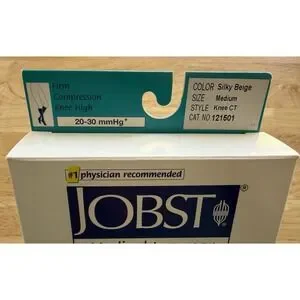 Firm
Compression
Knee High
20-30 mmHg+
COLOR Silky Beige
SIZE Medium
STYLE Knee CT
CAT NO. 121501
#1 physician recommended
JOBST®